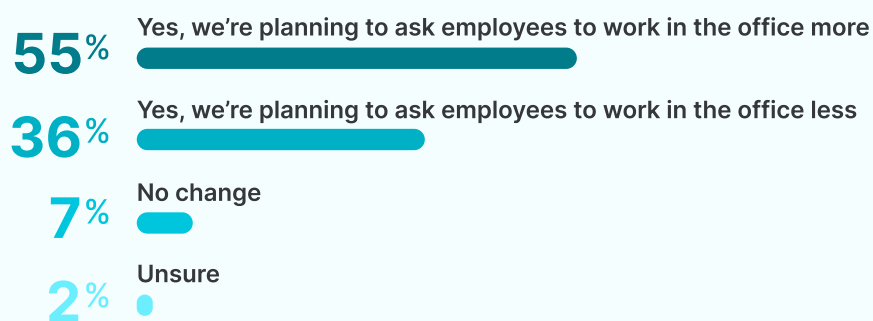 Yes, we’re planning to ask employees to work in the office more
55%
Yes, we’re planning to ask employees to work in the office less
36%
No change
7%
Unsure
2%